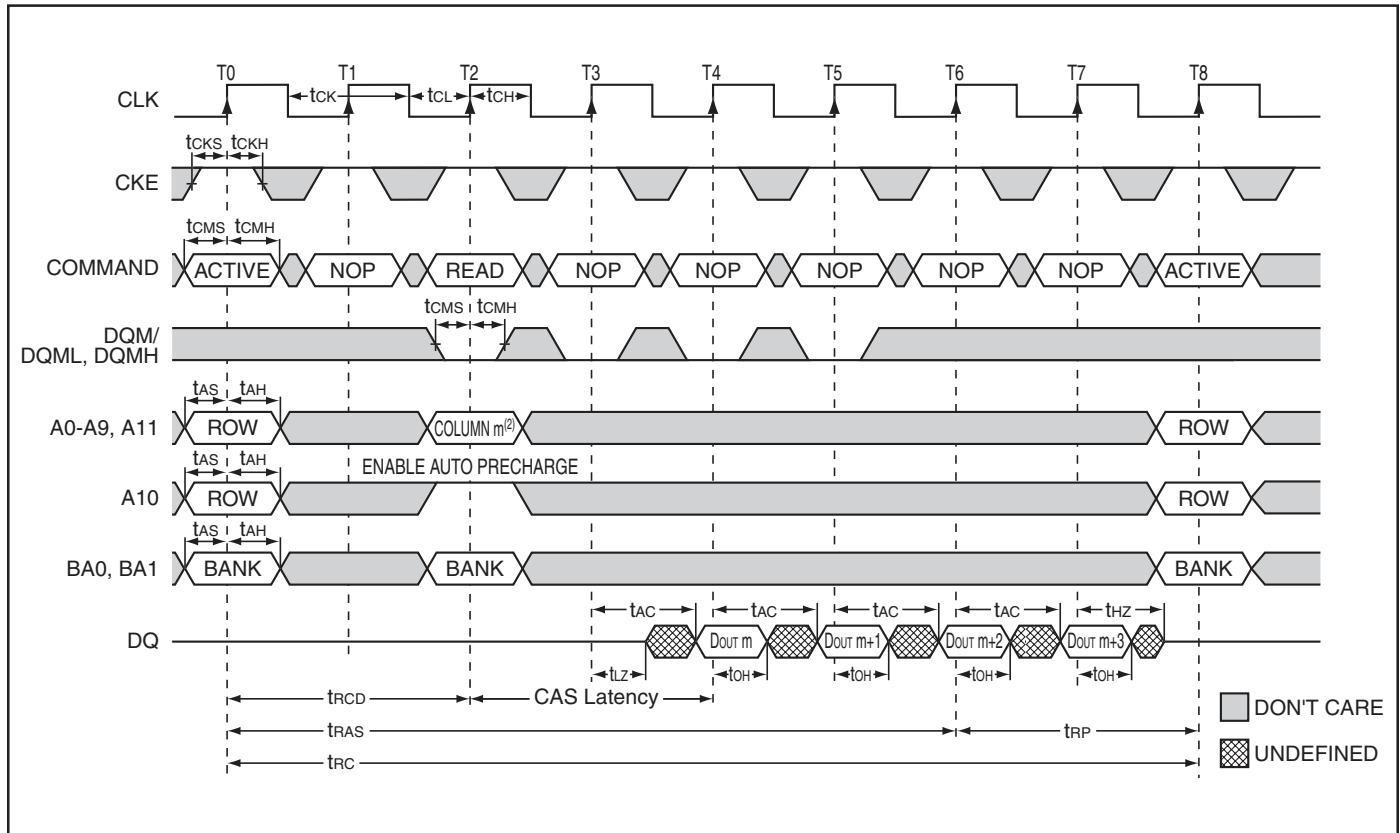 T0 T1 T2 T3 T4 T5 T6 T7 T8
CLK tCK tCL tCH
tCKS tCKH
CKE
tCMS tCMH
COMMAND ACTIVE NOP READ NOP NOP NOP NOP NOP ACTIVE
tCMS tCMH
DQM/
DQML, DQMH
tAS tAH
A0-A9, A11 ROW COLUMN m(2) ROW
tAS tAH ENABLE AUTO PRECHARGE
A10 ROW ROW
tAS tAH
BA0, BA1 BANK BANK BANK
tAC tAC tAC tAC tHZ
DQ DOUT m DOUT m+1 DOUT m+2 DOUT m+3
tLZ tOH tOH tOH tOH
tRCD CAS Latency
DON'T CARE
tRAS tRP
UNDEFINED
tRC